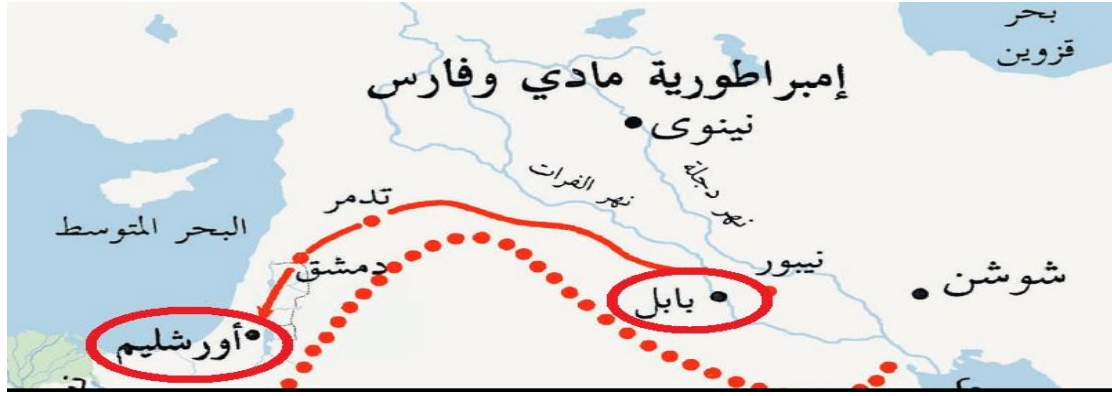 بحر
قزوين
إمبراطورية مادي وفارس
نينوى
نهر دجلة
نهر الفرات
تدمر
البحر المتوسط
نيبور
دمشق
شوشن
بابل
أورشليم